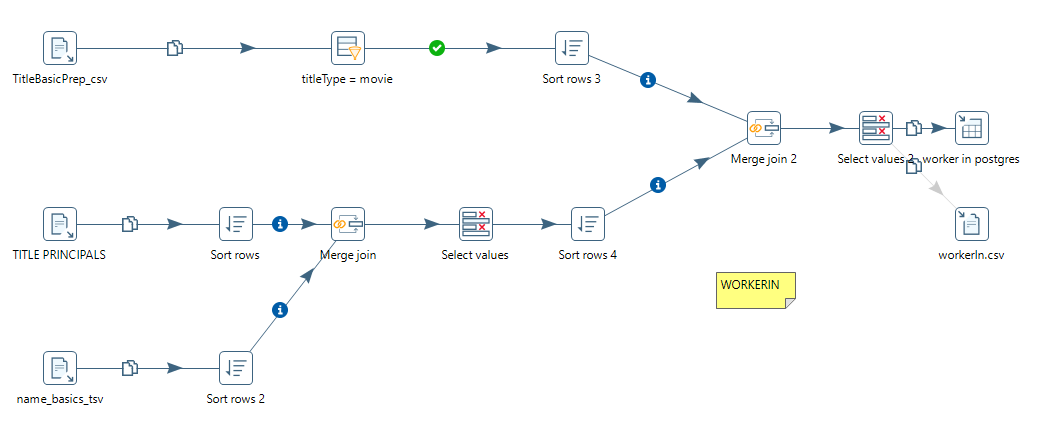 TitleBasicPrep_csv
titleType = movie
Sort rows 3
Merge join 2
Select values 2
worker in postgres
TITLE PRINCIPALS
Sort rows
Merge join
Select values
Sort rows 4
workerIn.csv
WORKERIN
name_basics_tsv
Sort rows 2